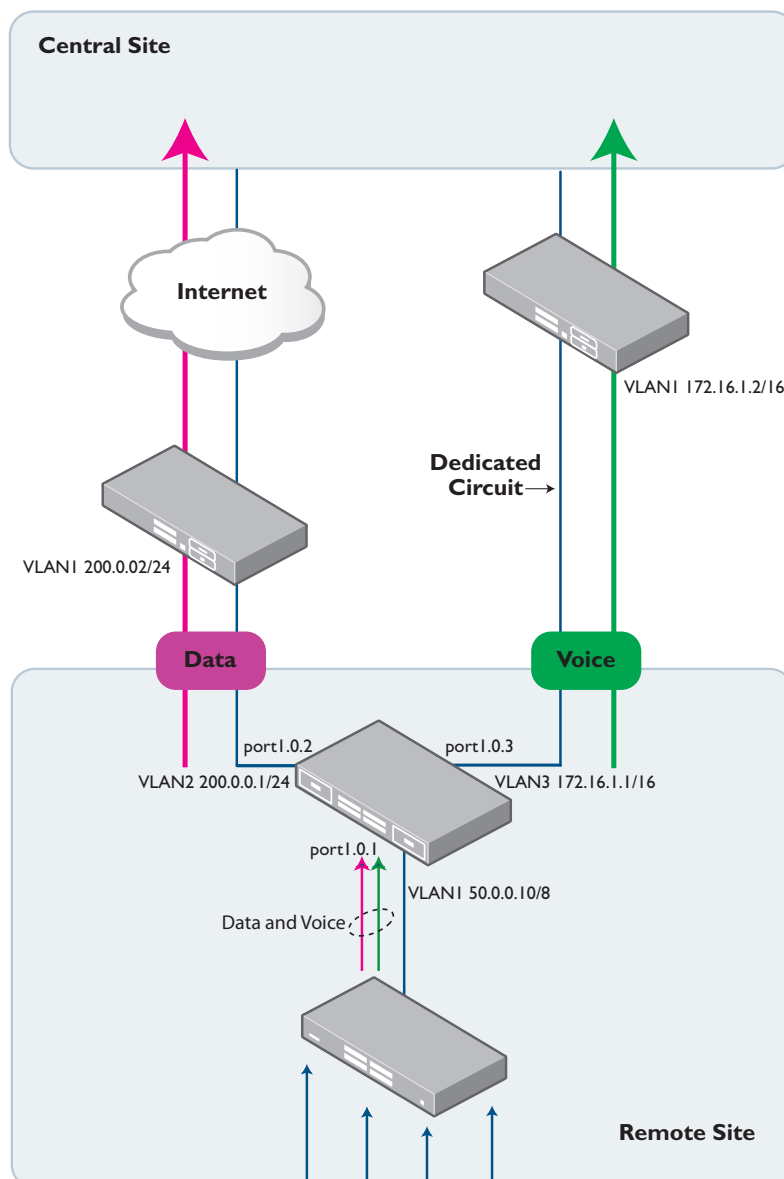 Central Site
Internet
VLAN1 172.16.1.2/16
Dedicated
Circuit
VLAN1 200.0.02/24
Data
Voice
port1.0.2
port1.0.3
VLAN2 200.0.0.1/24
VLAN3 172.16.1.1/16
port1.0.1
VLAN1 50.0.0.10/8
Data and Voice
Remote Site